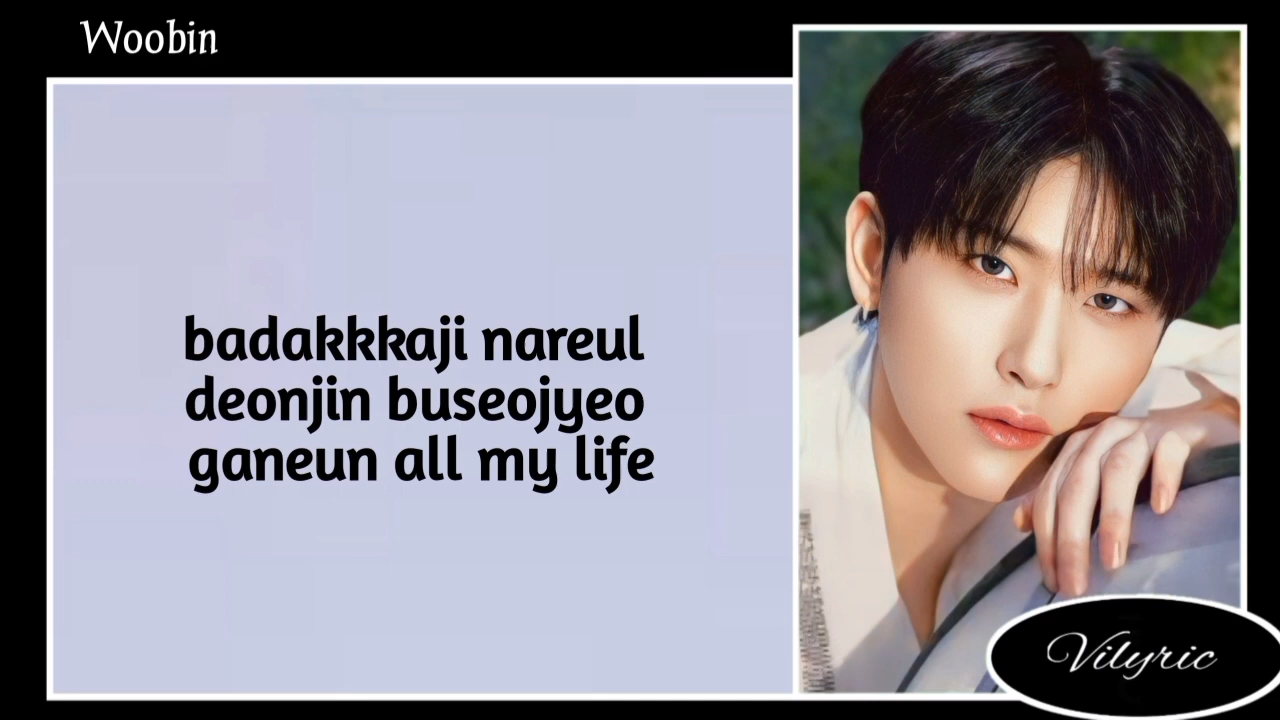 Woobin
badakkkaji nareul
deonjin buseojyeo
ganeun all my life
Vilyric